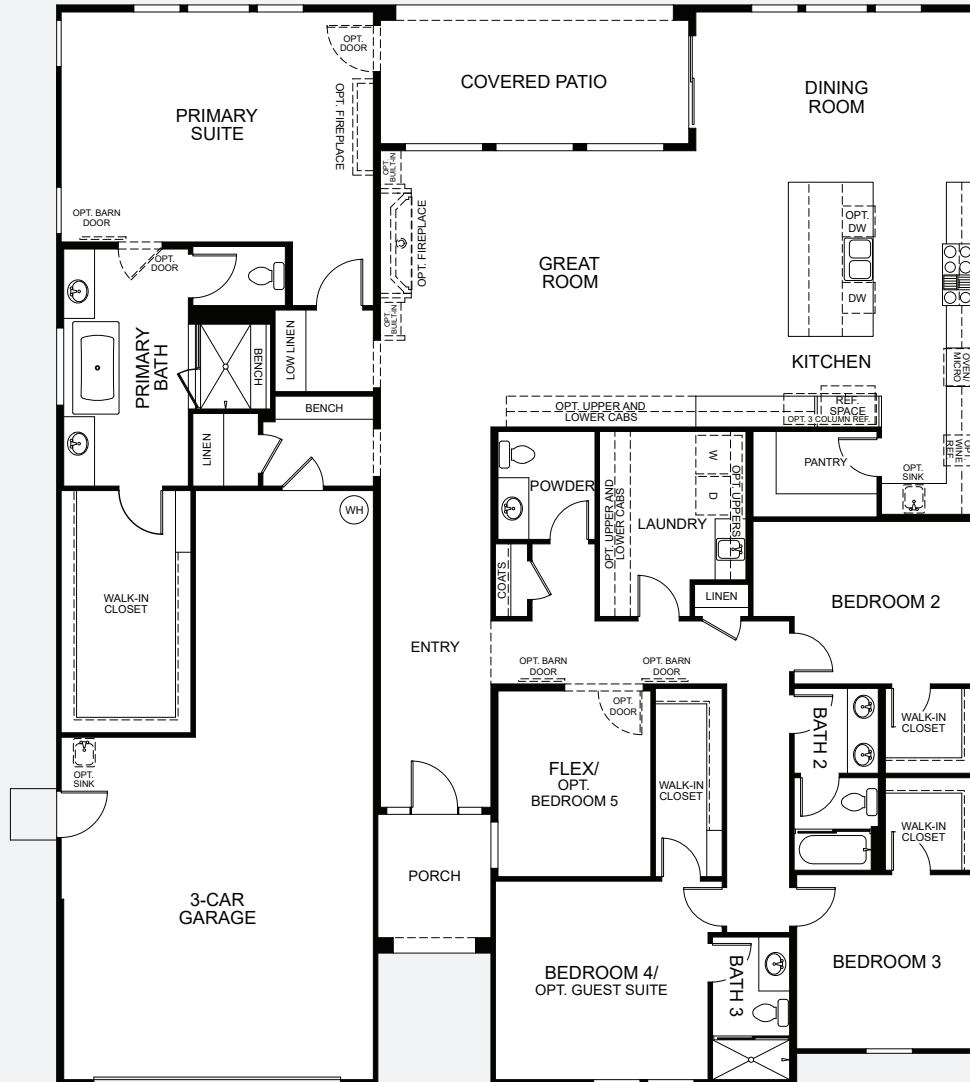 OPT.
DOOR
COVERED PATIO
DINING
ROOM
PRIMARY
SUITE
OPT. FIREPLACE
OPT.
BUILT-IN
OPT. BARN
DOOR
OPT.
DOOR
OPT. FIREPLACE
GREAT
ROOM
OPT.
DW
DW
OPT.
BUILT-IN
PRIMARY
BATH
BENCH
LOW LINEN
KITCHEN
OVEN/
MICRO
BENCH
LINEN
OPT. UPPER AND
LOWER CABS
REF.
SPACE
OPT. 3 COLUMN REF.
OPT.
WINE
REF.
PANTRY
OPT.
SINK
WH
POWDER
W
D
OPT. UPPERS
OPT. UPPER AND
LOWER CABS
LAUNDRY
COATS
LINEN
BEDROOM 2
WALK-IN
CLOSET
ENTRY
OPT. BARN
DOOR
OPT. BARN
DOOR
OPT.
DOOR
BATH 2
WALK-IN
CLOSET
OPT.
SINK
FLEX/
OPT.
BEDROOM 5
WALK-IN
CLOSET
WALK-IN
CLOSET
PORCH
3-CAR
GARAGE
BEDROOM 4/
OPT. GUEST SUITE
BATH 3
BEDROOM 3